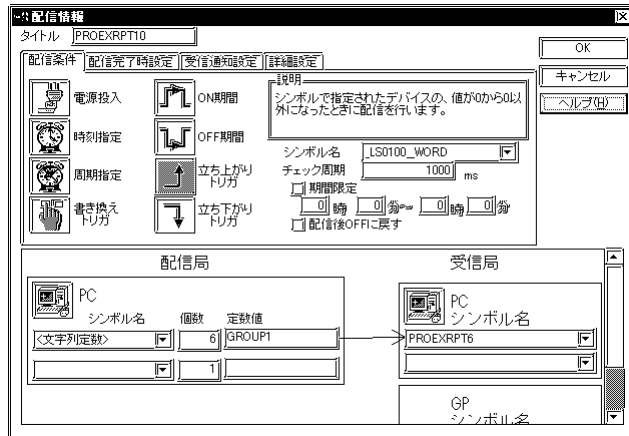 配信情報
タイトル PROEXRPT10
OK
キャンセル
ヘルプ(H)
配信条件 配信完了時設定 受信通知設定 詳細設定
電源投入
時刻指定
周期指定
書き換え
トリガ
ON期間
OFF期間
立ち上がり
トリガ
立ち下がり
トリガ
説明
シンボルで指定されたデバイスの、値が0から0以
外になったときに配信を行います。
シンボル名 _LS0100_WORD
チェック周期 1000 ms
期間限定
0 時 0 分~ 0 時 0 分
配信後OFFに戻す
配信局
PC
シンボル名 個数 定数値
<文字列定数> 6 GROUP1
1
受信局
PC
シンボル名
PROEXRPT6
GP
シンボル名